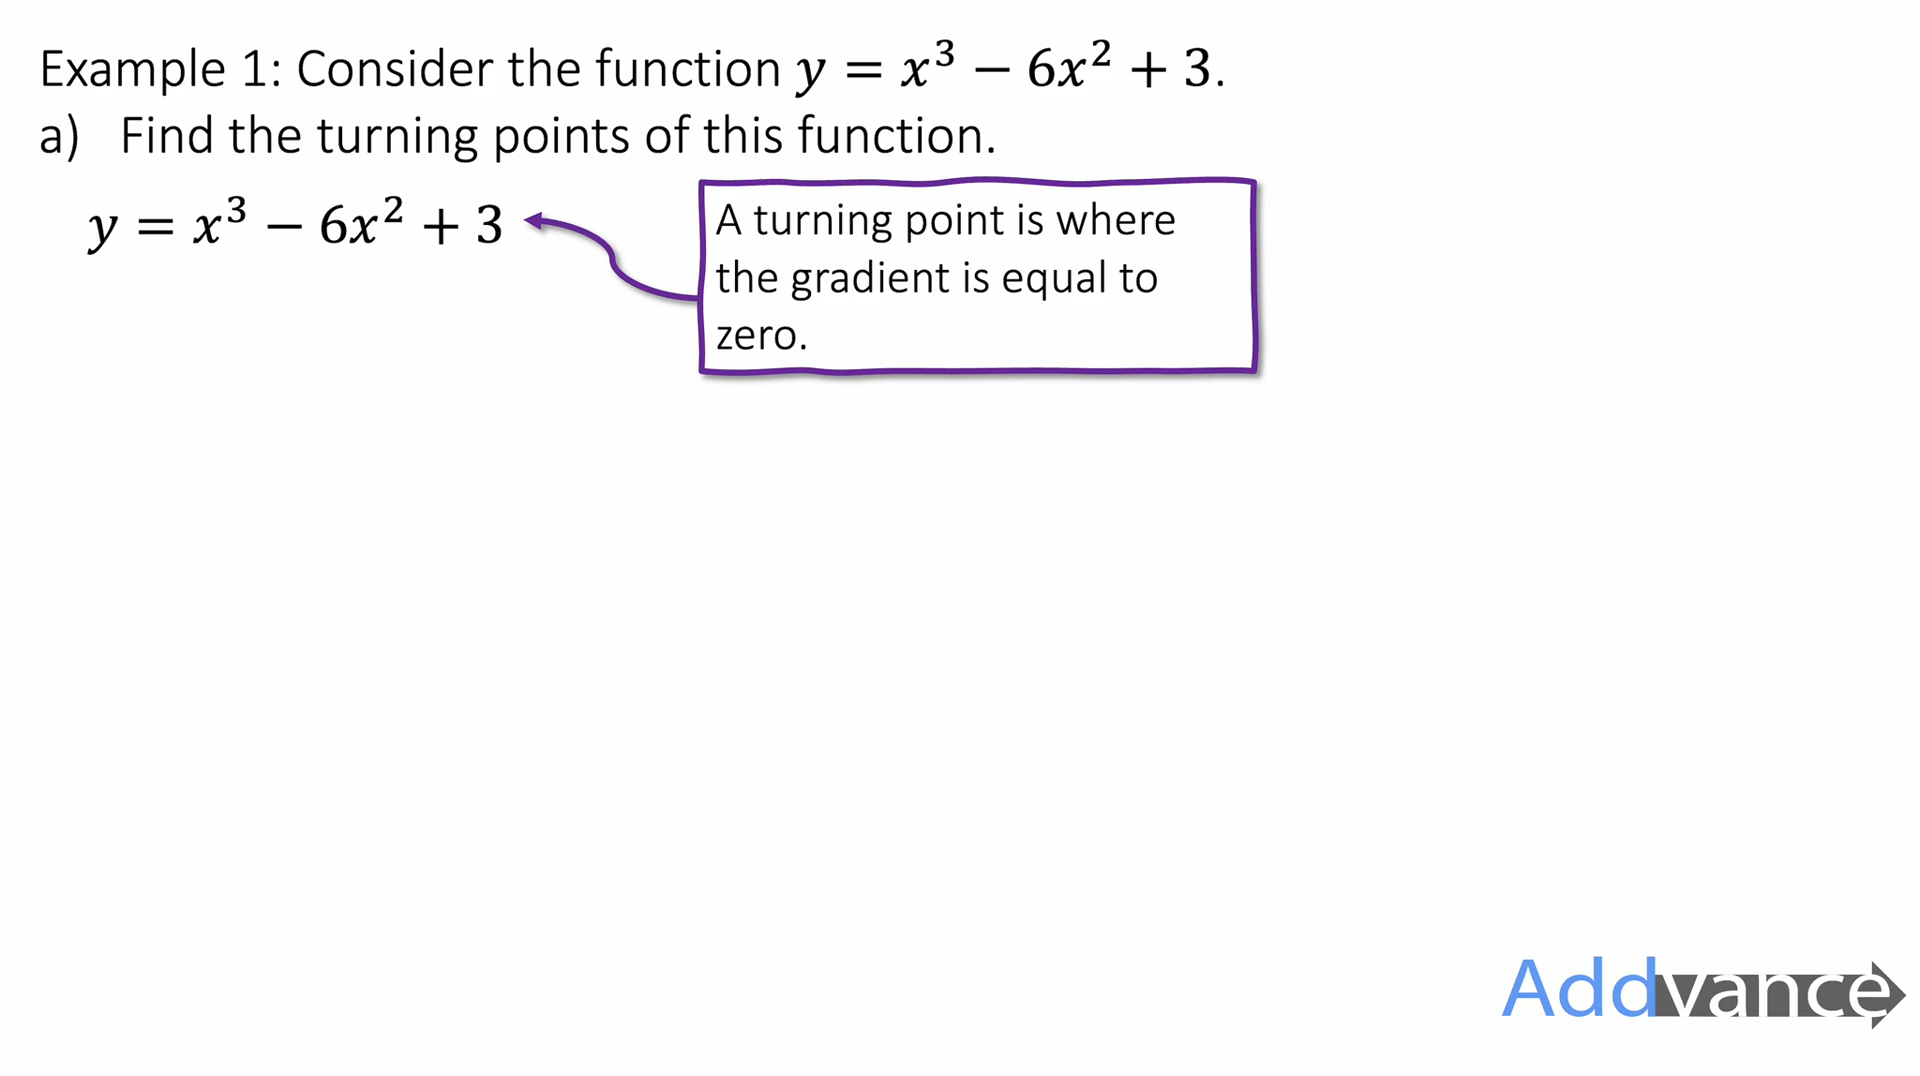 Example 1: Consider the function y = x³ − 6x² + 3.
a) Find the turning points of this function.
y = x³ − 6x² + 3
A turning point is where
the gradient is equal to
zero.
Addvance